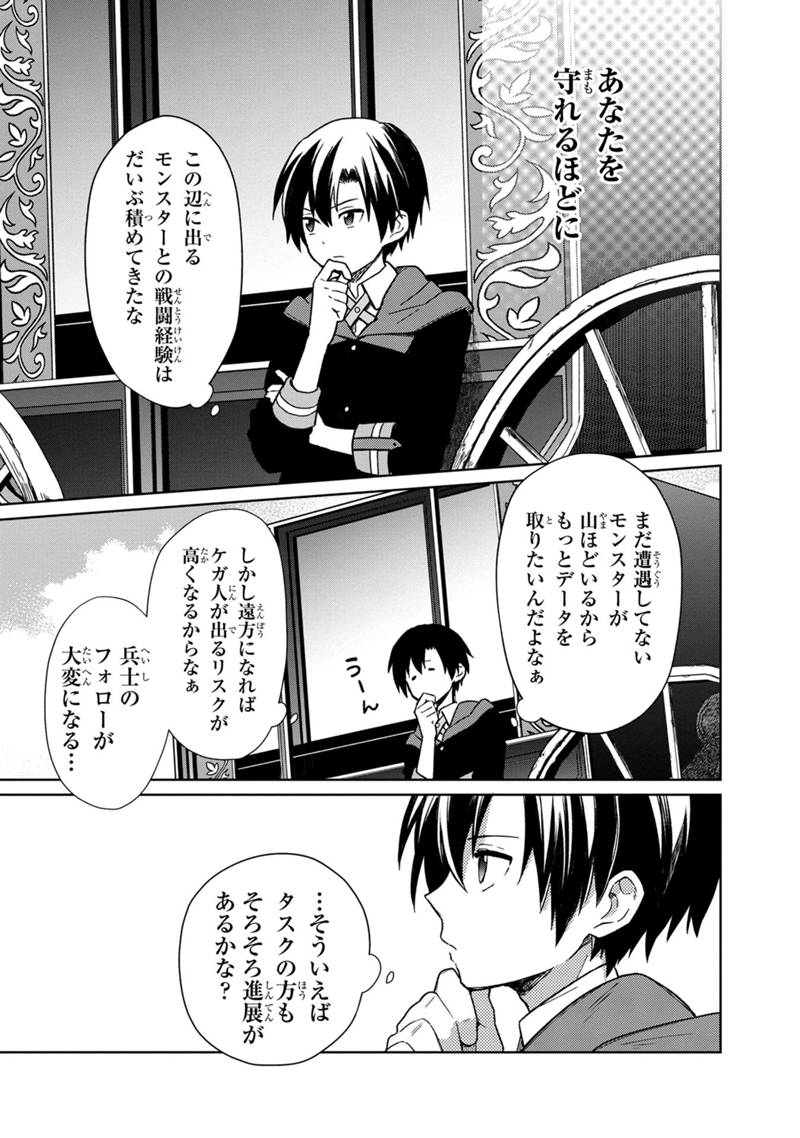 あなたを
守れるほどに
この辺に出る
モンスターとの戦闘経験は
だいぶ積めてきたな
まだ遭遇してない
モンスターが
山ほどいるから
もっとデータを
取りたいんだよなぁ
うーん
しかし遠方になれば
ケガ人が出るリスクが
高くなるからなぁ
兵士の
フォローが
大変になる…
…そういえば
タスクの方も
そろそろ進展が
あるかな?